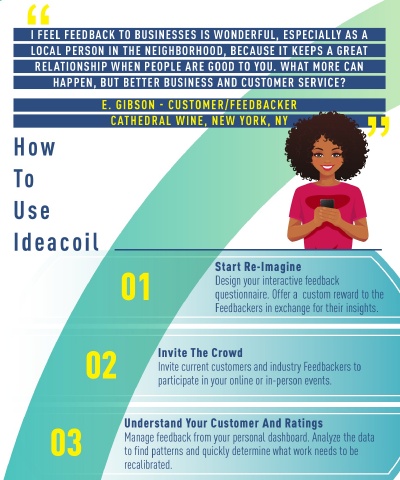 “
I FEEL FEEDBACK TO BUSINESSES IS WONDERFUL, ESPECIALLY AS A
LOCAL PERSON IN THE NEIGHBORHOOD, BECAUSE IT KEEPS A GREAT
RELATIONSHIP WHEN PEOPLE ARE GOOD TO YOU. WHAT MORE CAN
HAPPEN, BUT BETTER BUSINESS AND CUSTOMER SERVICE?
E. GIBSON - CUSTOMER/FEEDBACKER
CATHEDRAL WINE, NEW YORK, NY
”
How
To
Use
Ideacoil
01
Start Re-Imagine
Design your interactive feedback
questionnaire. Offer a custom reward to the
Feedbackers in exchange for their insights.
02
Invite The Crowd
Invite current customers and industry Feedbackers to
participate in your online or in-person events.
03
Understand Your Customer And Ratings
Manage feedback from your personal dashboard. Analyze the data
to find patterns and quickly determine what work needs to be
recalibrated.